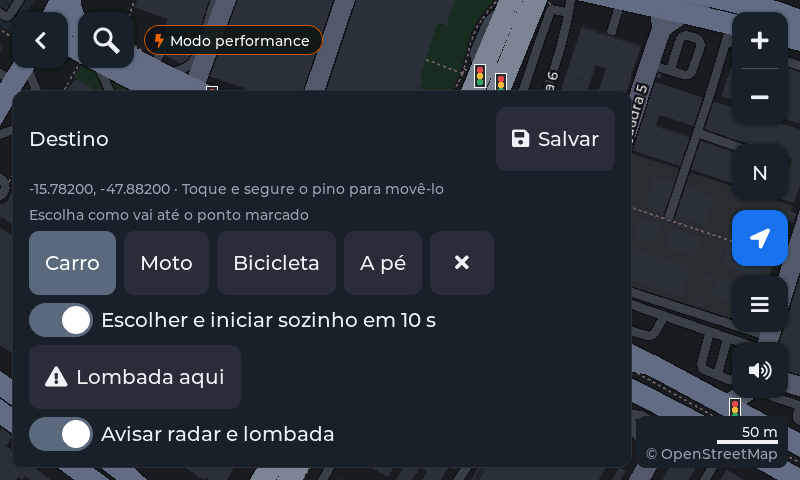 Modo performance
Destino
Salvar
-15.78200, -47.88200 · Toque e segure o pino para movê-lo
Escolha como vai até o ponto marcado
Carro
Moto
Bicicleta
A pé
Escolher e iniciar sozinho em 10 s
Lombada aqui
Avisar radar e lombada
N
50 m
© OpenStreetMap